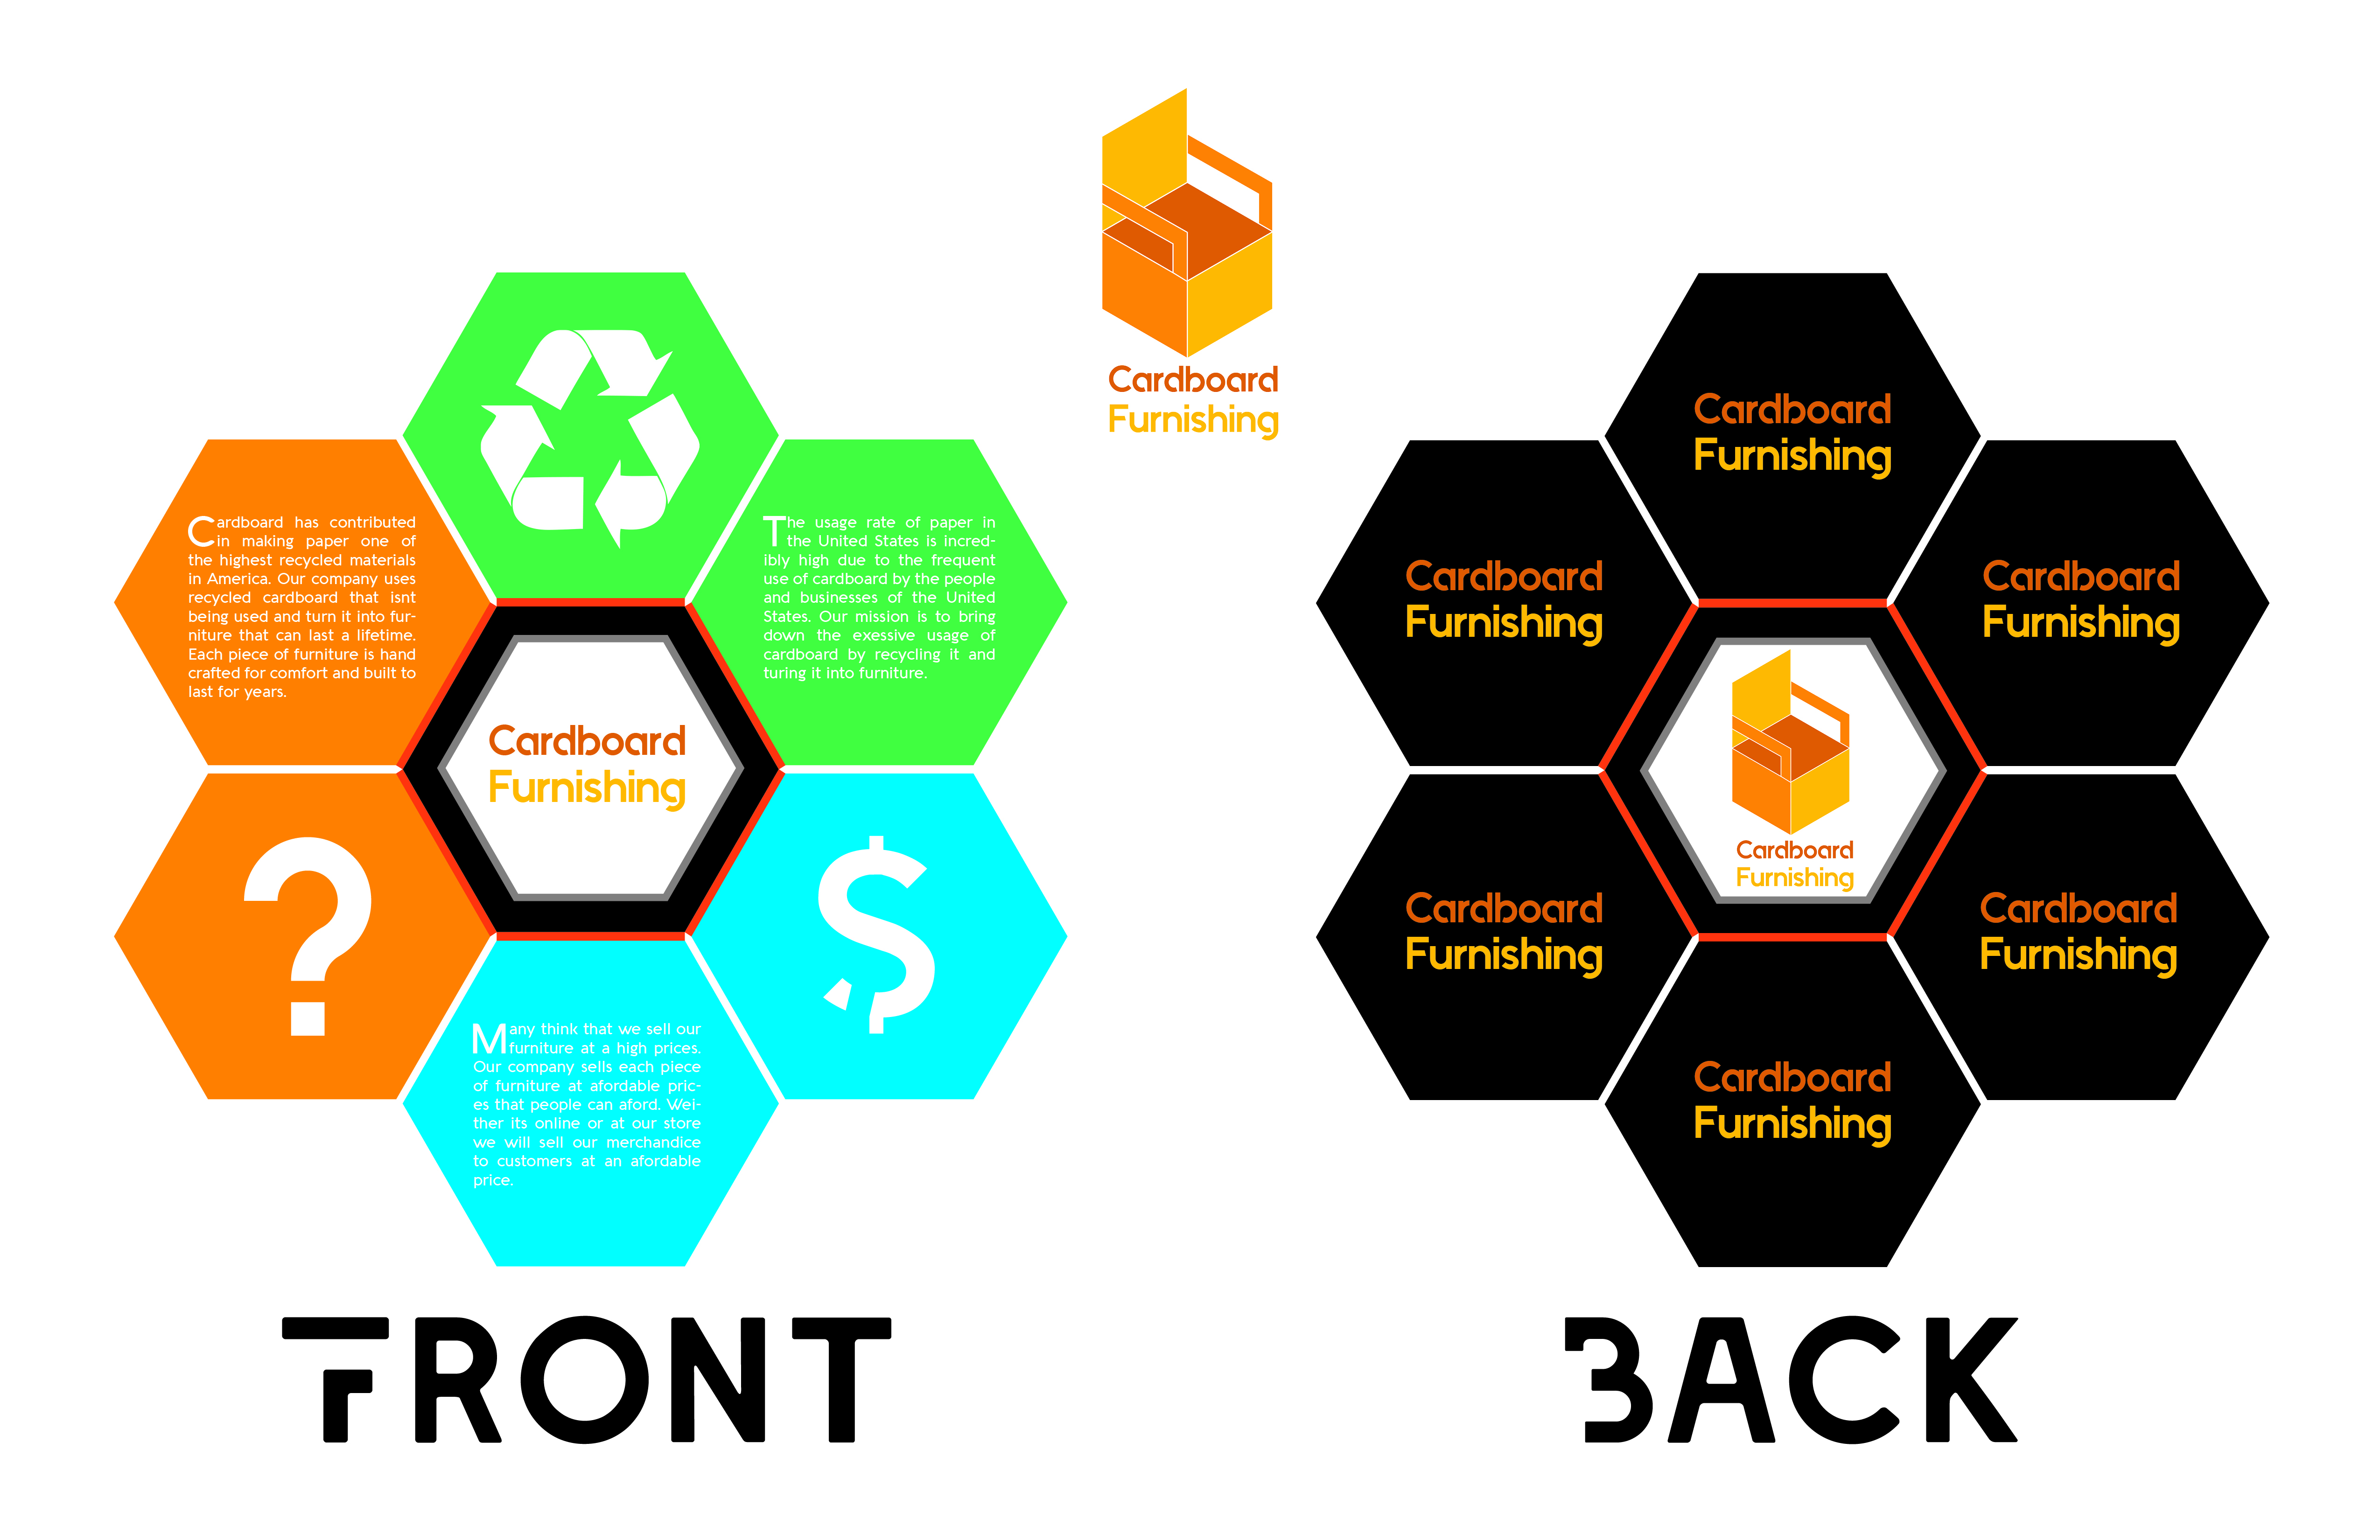 Cardboard
Furnishing
Cardboard has contributed
in making paper one of
the highest recycled materials
in America. Our company uses
recycled cardboard that isnt
being used and turn it into fur-
niture that can last a lifetime.
Each piece of furniture is hand
crafted for comfort and built to
last for years.
The usage rate of paper in
the United States is incred-
ibly high due to the frequent
use of cardboard by the people
and businesses of the United
States. Our mission is to bring
down the exessive usage of
cardboard by recycling it and
turing it into furniture.
Cardboard
Furnishing
?
$
Many think that we sell our
furniture at a high prices.
Our company sells each piece
of furniture at afordable pric-
es that people can aford. Wei-
ther its online or at our store
we will sell our merchandice
to customers at an afordable
price.
FRONT
Cardboard
Furnishing
Cardboard
Furnishing
Cardboard
Furnishing
Cardboard
Furnishing
Cardboard
Furnishing
Cardboard
Furnishing
Cardboard
Furnishing
BACK